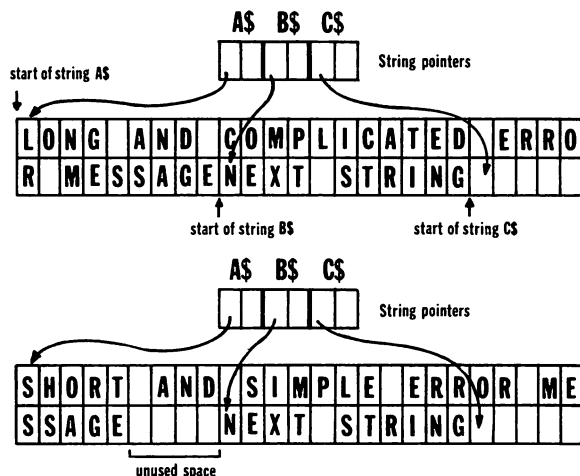 A$ B$ C$
String pointers
start of string A$
LONG AND COMPLICATED ERRO
R MESSAGENEXT STRING
start of string B$
start of string C$
A$ B$ C$
String pointers
SHORT AND SIMPLE ERROR ME
SSAGE NEXT STRING
unused space